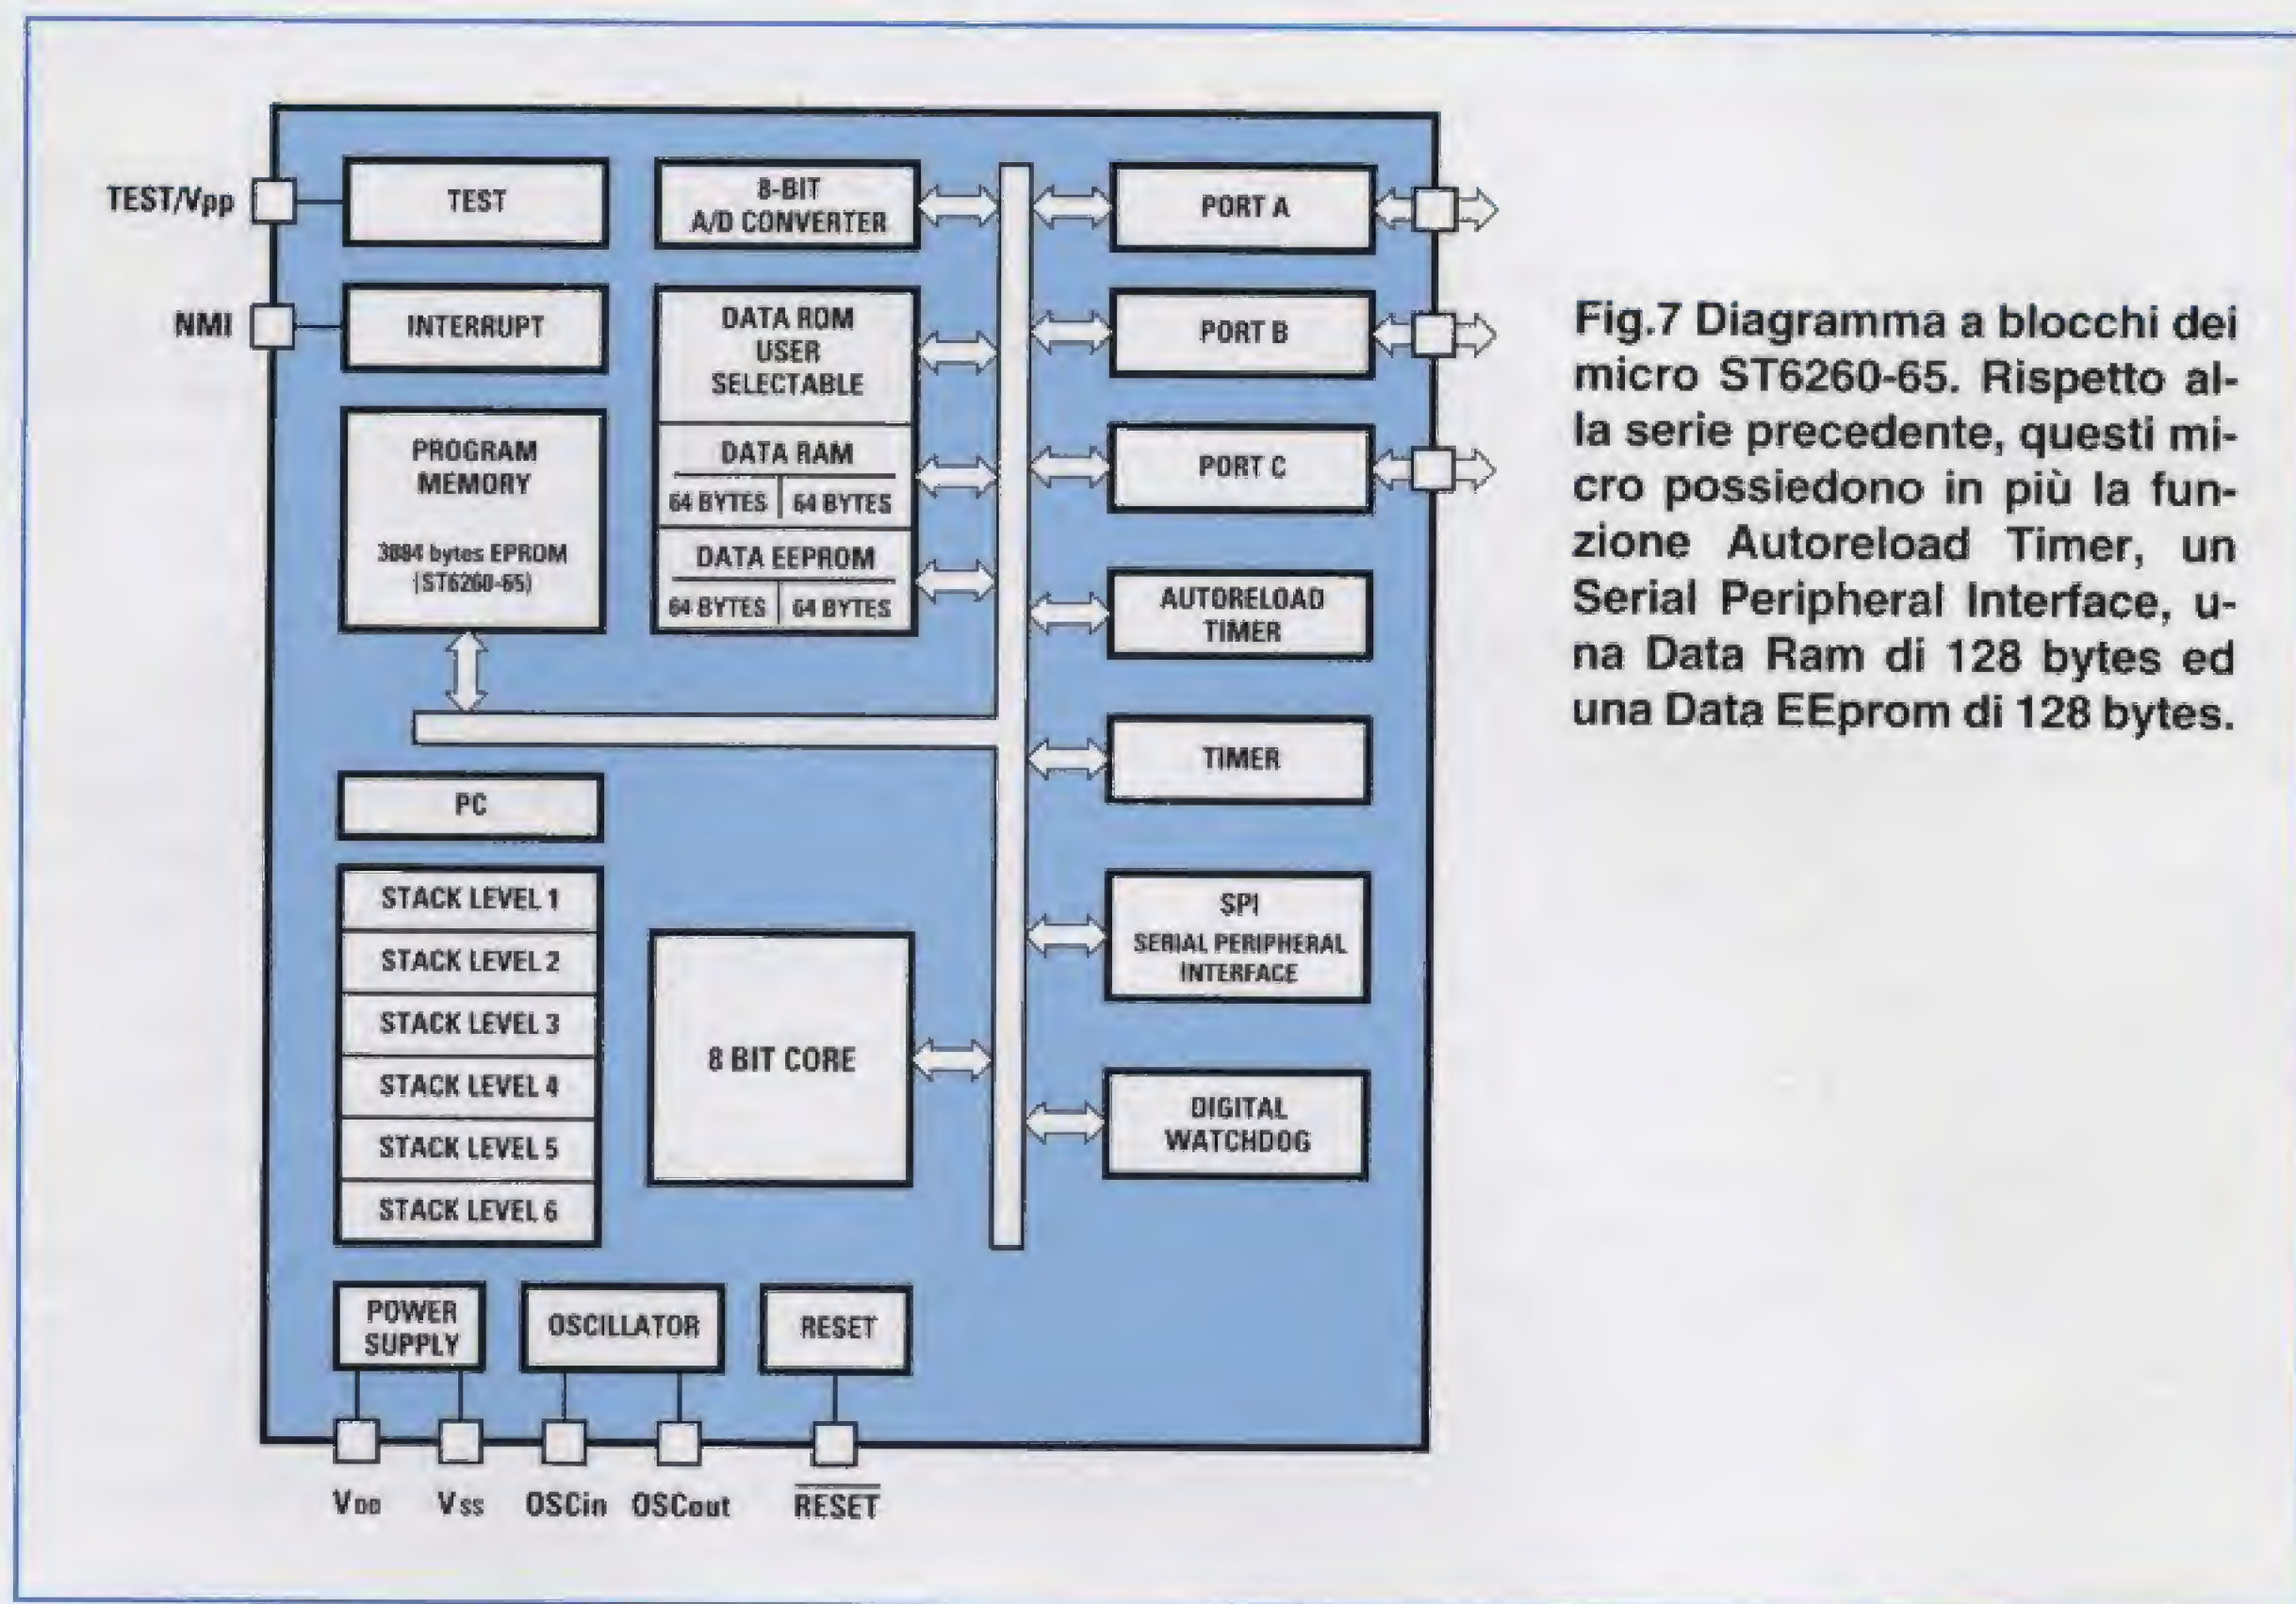 TEST/Vpp
TEST
8-BIT
A/D CONVERTER
PORT A
NMI
INTERRUPT
DATA ROM
USER
SELECTABLE
PORT B
PROGRAM
MEMORY
3884 bytes EPROM
(ST6260-65)
DATA RAM
64 BYTES 64 BYTES
DATA EEPROM
64 BYTES 64 BYTES
PORT C
AUTORELOAD
TIMER
TIMER
PC
STACK LEVEL 1
STACK LEVEL 2
STACK LEVEL 3
STACK LEVEL 4
STACK LEVEL 5
STACK LEVEL 6
8 BIT CORE
SPI
SERIAL PERIPHERAL
INTERFACE
DIGITAL
WATCHDOG
POWER
SUPPLY
OSCILLATOR
RESET
VDD
VSS
OSCin
OSCout
RESET
Fig.7 Diagramma a blocchi dei
micro ST6260-65. Rispetto al-
la serie precedente, questi mi-
cro possiedono in più la fun-
zione Autoreload Timer, un
Serial Peripheral Interface, u-
na Data Ram di 128 bytes ed
una Data EEprom di 128 bytes.